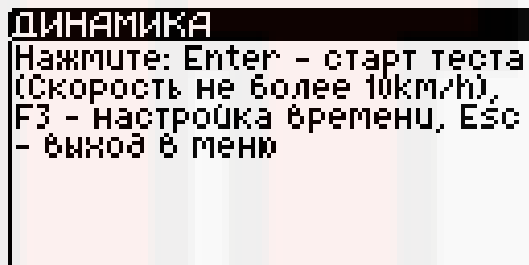 ДИНАМИКА
Нажмите: Enter - старт теста
(Скорость не более 10km/h),
F3 - настройка времени, Esc
- выход в меню